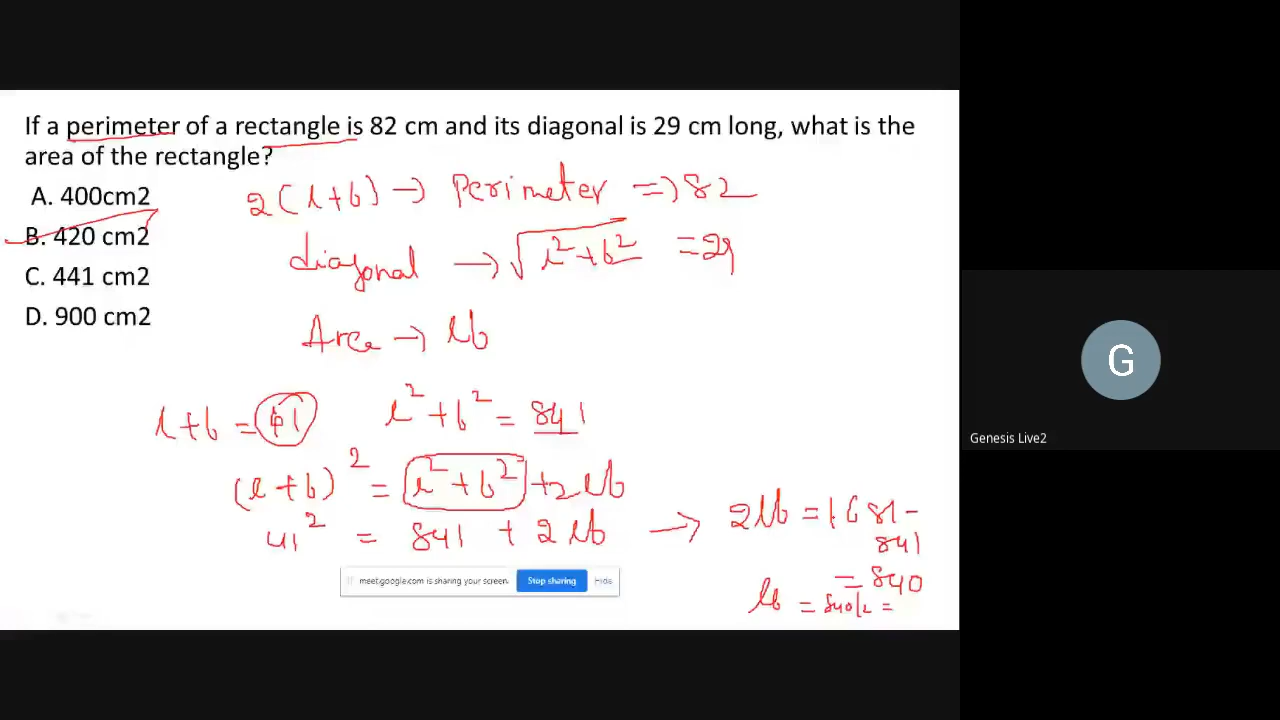 If a perimeter of a rectangle is 82 cm and its diagonal is 29 cm long, what is the
area of the rectangle?
A. 400cm2
B. 420 cm2
C. 441 cm2
D. 900 cm2
2(l+b) → Perimeter => 82
diagonal → √l²+b² = 29
Area → lb
l+b = 41
l²+b² = 841
(l+b)² = l²+b² + 2lb
41² = 841 + 2lb →
2lb = 1681-
841
= 840
lb = 840/2 =
meet.google.com is sharing your screen.
Stop sharing
Hide
G
Genesis Live2